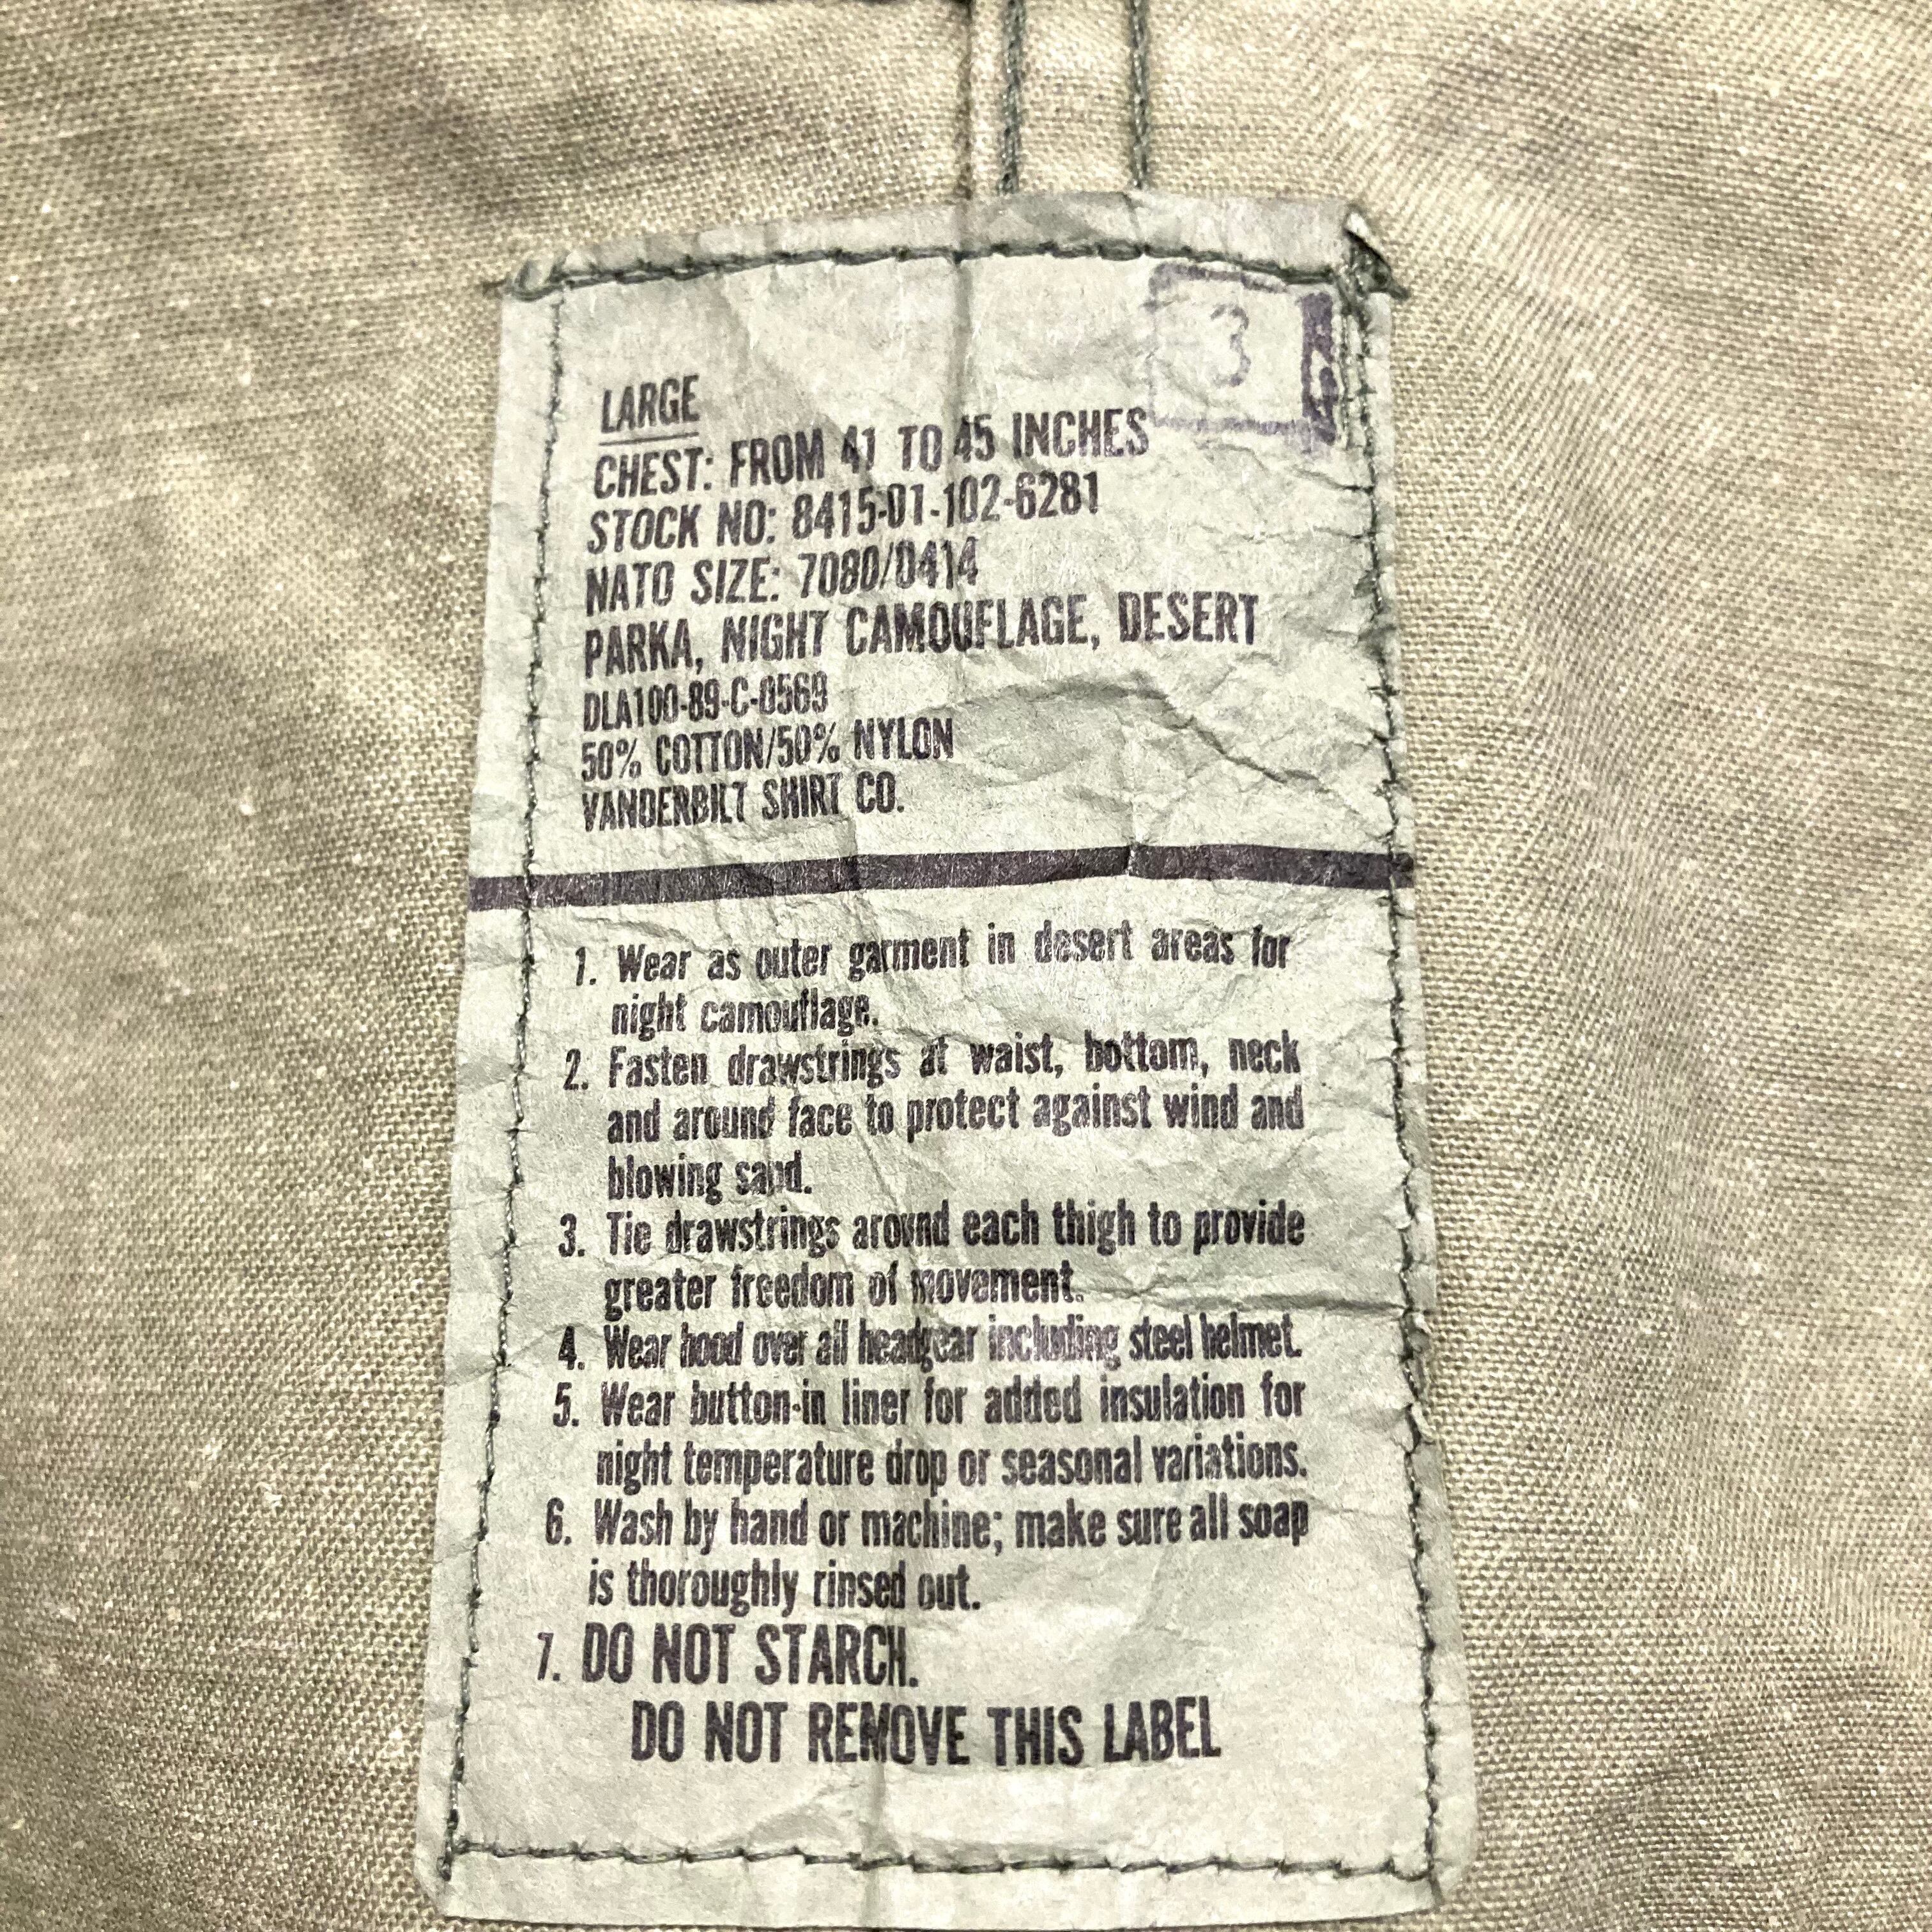 3
LARGE
CHEST: FROM 41 TO 45 INCHES
STOCK NO: 8415-01-102-6281
NATO SIZE: 7080/0414
PARKA, NIGHT CAMOUFLAGE, DESERT
DLA100-89-C-0569
50% COTTON/50% NYLON
VANDERBILT SHIRT CO.
1. Wear as outer garment in desert areas for
night camouflage.
2. Fasten drawstrings at waist, bottom, neck
and around face to protect against wind and
blowing sand.
3. Tie drawstrings around each thigh to provide
greater freedom of movement.
4. Wear hood over all headgear including steel helmet.
5. Wear button-in liner for added insulation for
night temperature drop or seasonal variations.
6. Wash by hand or machine; make sure all soap
is thoroughly rinsed out.
7. DO NOT STARCH.
DO NOT REMOVE THIS LABEL